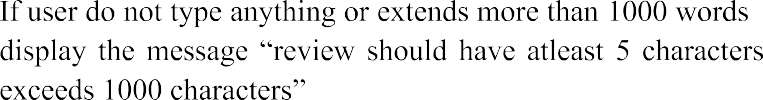 If user do not type anything or extends more than 1000 words
display the message “review should have atleast 5 characters
exceeds 1000 characters”